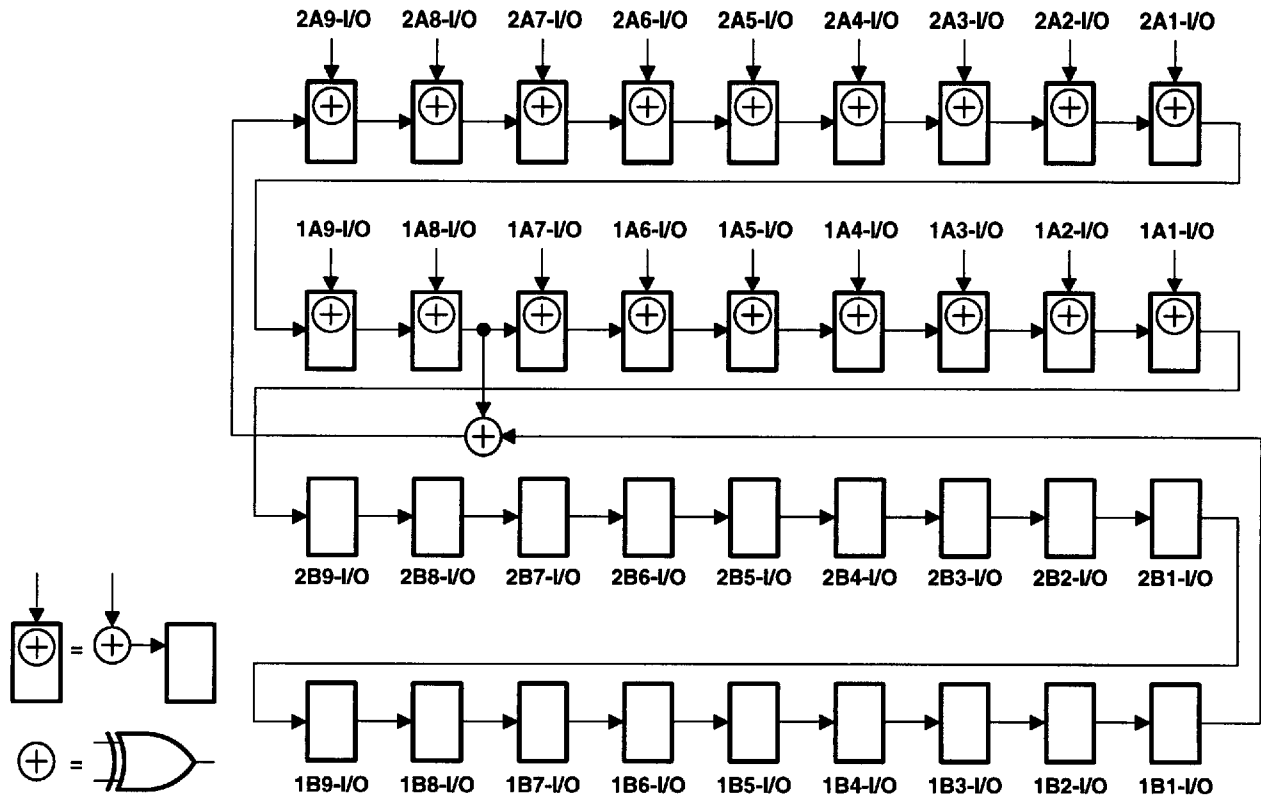 2A9-I/O 2A8-I/O 2A7-I/O 2A6-I/O 2A5-I/O 2A4-I/O 2A3-I/O 2A2-I/O 2A1-I/O
1A9-I/O 1A8-I/O 1A7-I/O 1A6-I/O 1A5-I/O 1A4-I/O 1A3-I/O 1A2-I/O 1A1-I/O
2B9-I/O 2B8-I/O 2B7-I/O 2B6-I/O 2B5-I/O 2B4-I/O 2B3-I/O 2B2-I/O 2B1-I/O
=
=
1B9-I/O 1B8-I/O 1B7-I/O 1B6-I/O 1B5-I/O 1B4-I/O 1B3-I/O 1B2-I/O 1B1-I/O